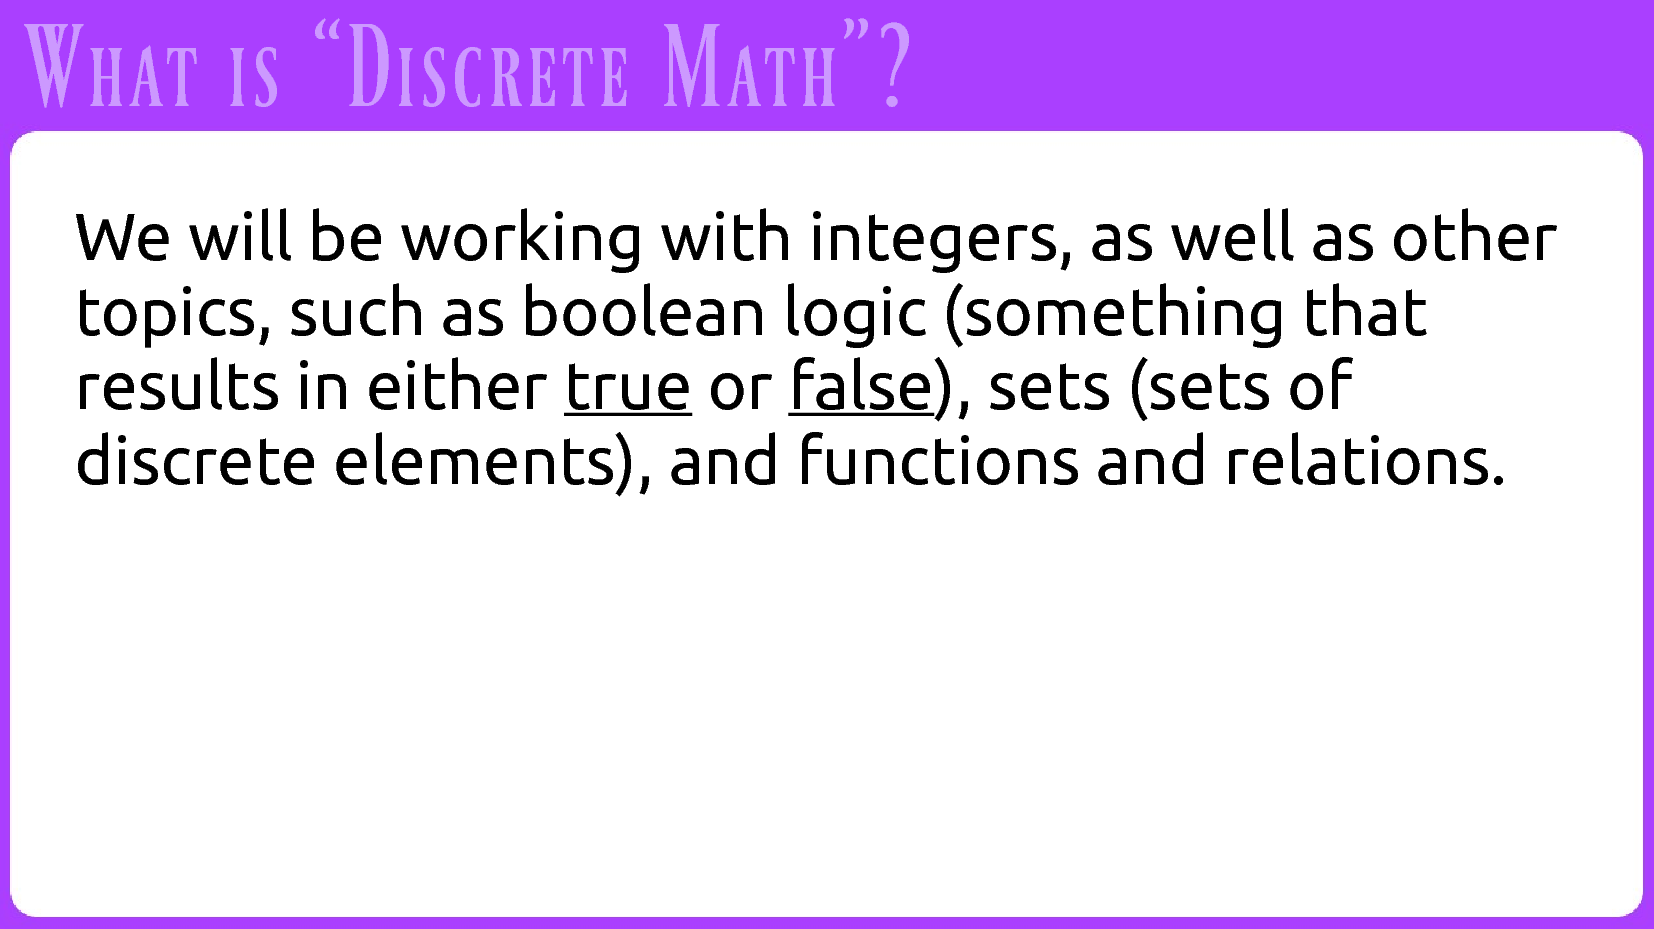 What is “Discrete Math”?
We will be working with integers, as well as other
topics, such as boolean logic (something that
results in either true or false), sets (sets of
discrete elements), and functions and relations.